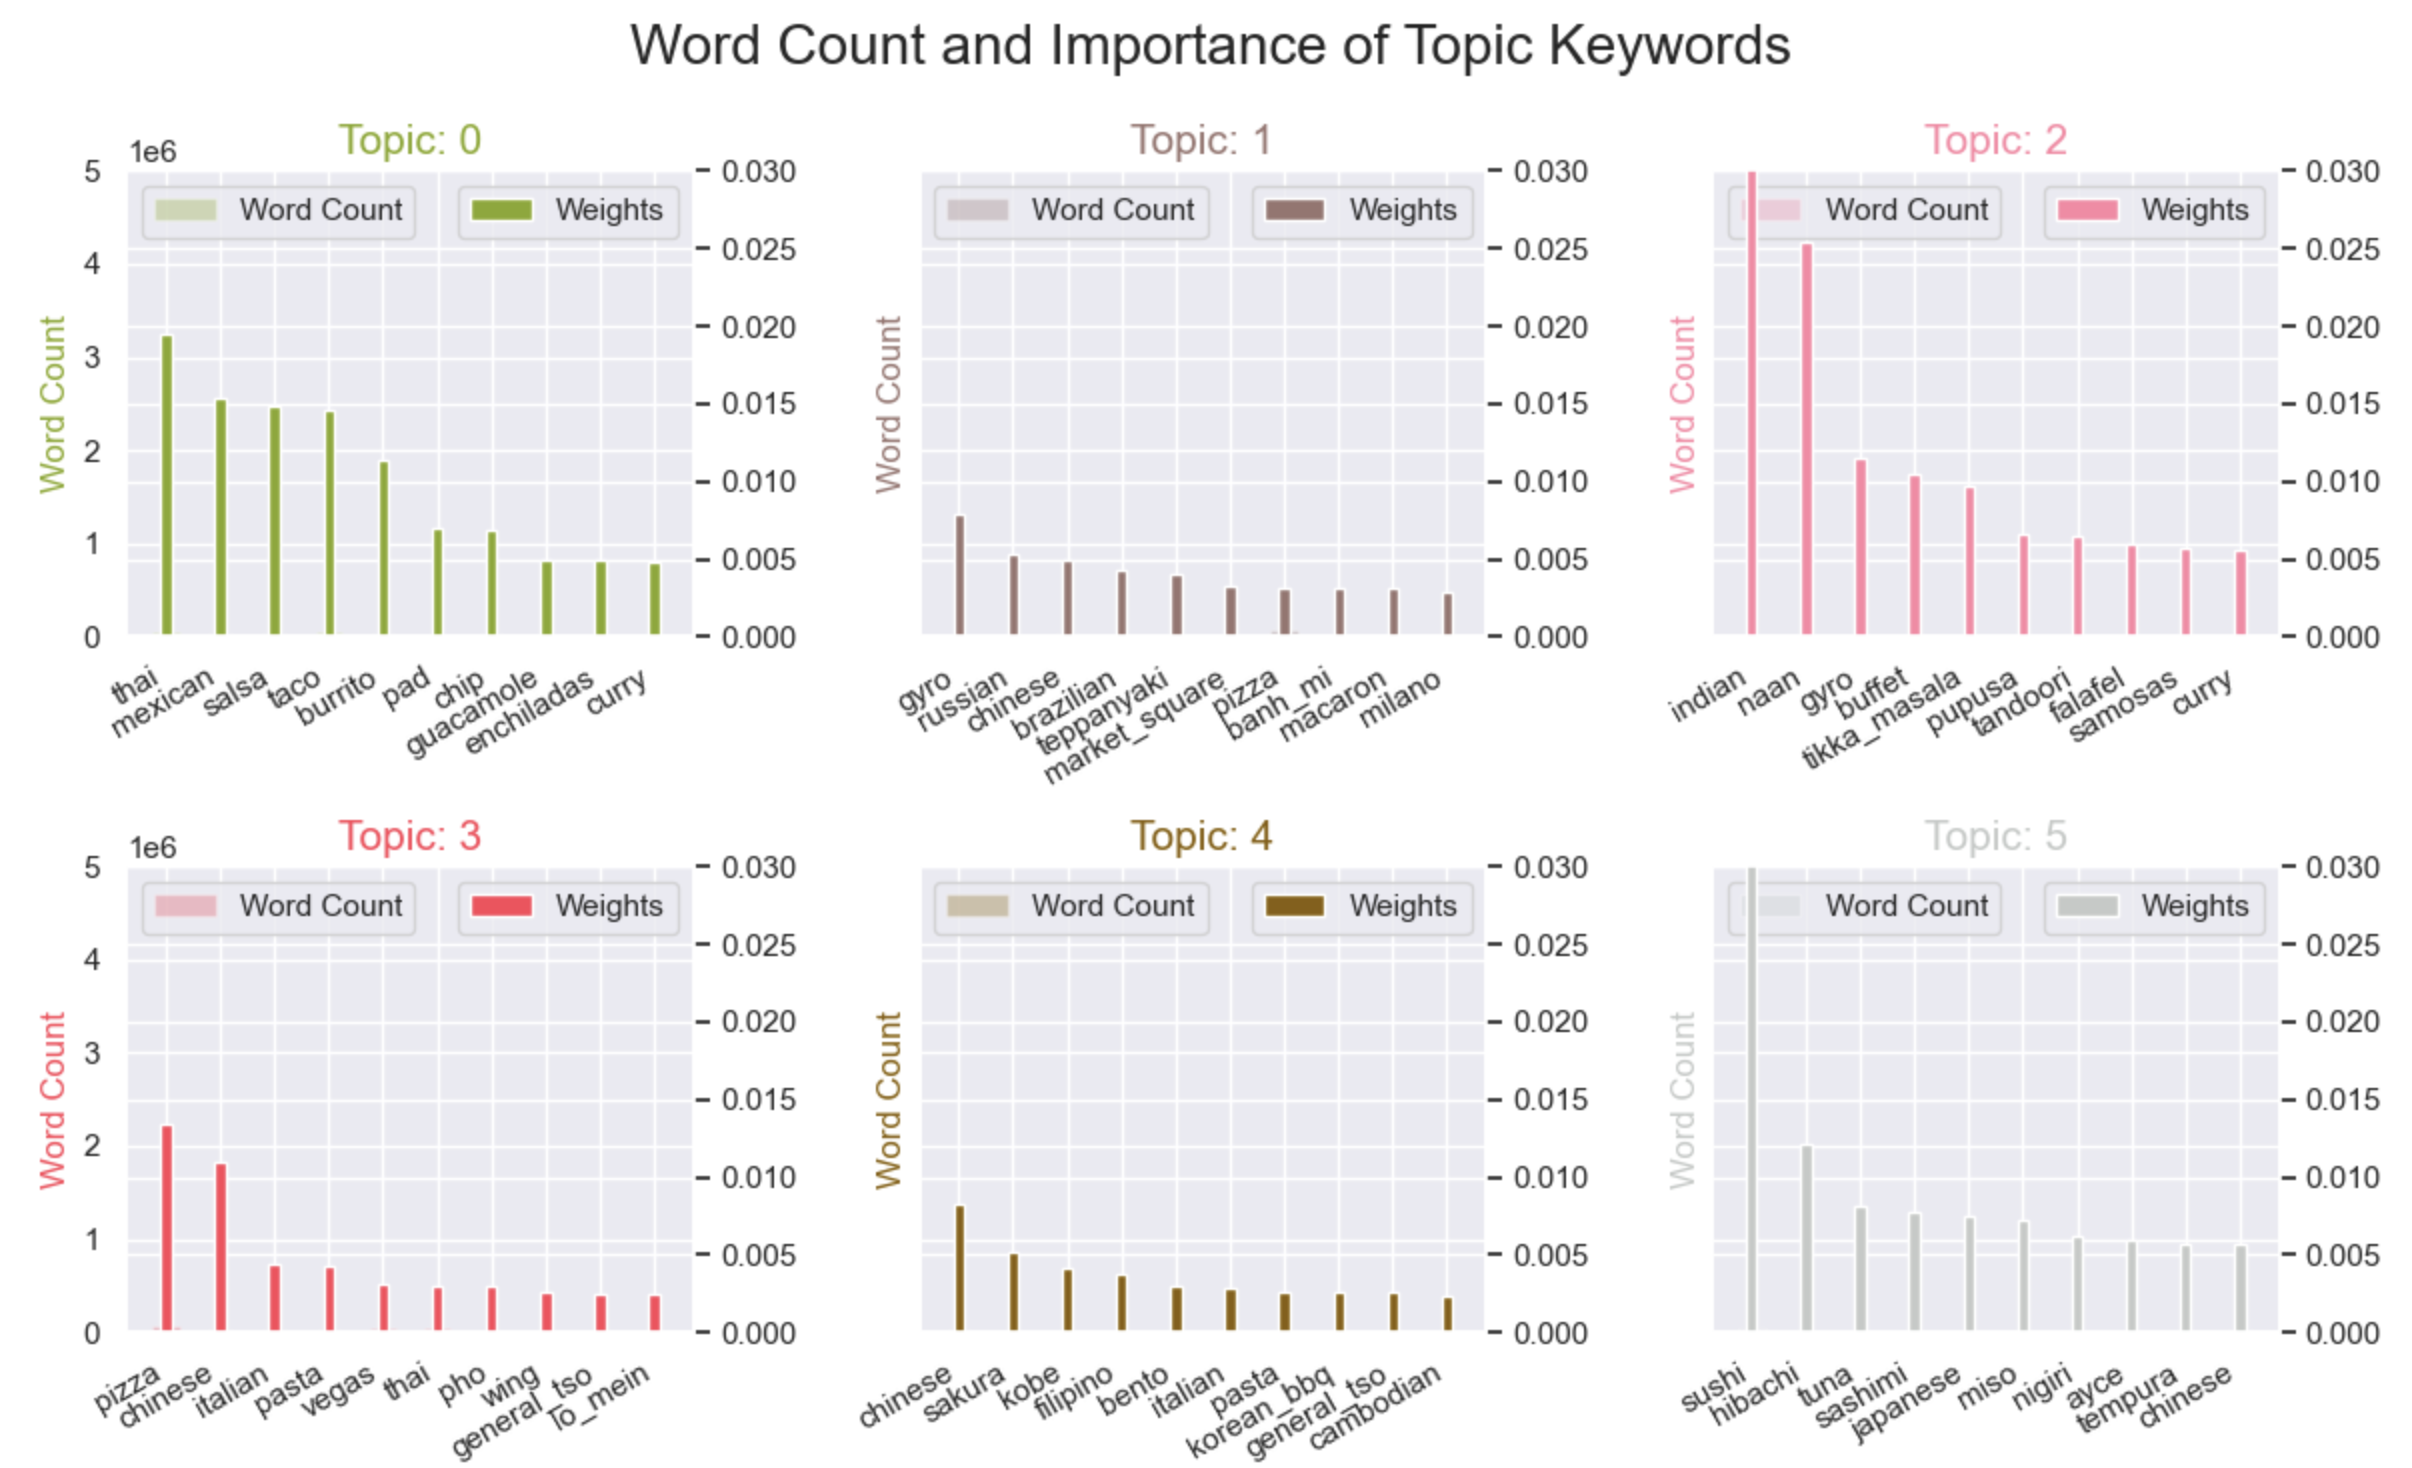 Word Count and Importance of Topic Keywords
Topic: 0
1e6
Word Count
Weights
Word Count
5
4
3
2
1
0
0.030
0.025
0.020
0.015
0.010
0.005
0.000
thai
mexican
salsa
taco
burrito
pad
chip
guacamole
enchiladas
curry
Topic: 1
Word Count
Weights
Word Count
0.030
0.025
0.020
0.015
0.010
0.005
0.000
gyro
russian
chinese
brazilian
teppanyaki
market_square
pizza
banh_mi
macaron
milano
Topic: 2
Word Count
Weights
Word Count
0.030
0.025
0.020
0.015
0.010
0.005
0.000
indian
naan
gyro
buffet
tikka_masala
pupusa
tandoori
falafel
samosas
curry
Topic: 3
1e6
Word Count
Weights
Word Count
5
4
3
2
1
0
0.030
0.025
0.020
0.015
0.010
0.005
0.000
pizza
chinese
italian
pasta
vegas
thai
pho
wing
general_tso
lo_mein
Topic: 4
Word Count
Weights
Word Count
0.030
0.025
0.020
0.015
0.010
0.005
0.000
chinese
sakura
kobe
filipino
bento
italian
pasta
korean_bbq
general_tso
cambodian
Topic: 5
Word Count
Weights
Word Count
0.030
0.025
0.020
0.015
0.010
0.005
0.000
sushi
hibachi
tuna
sashimi
japanese
miso
nigiri
ayce
tempura
chinese